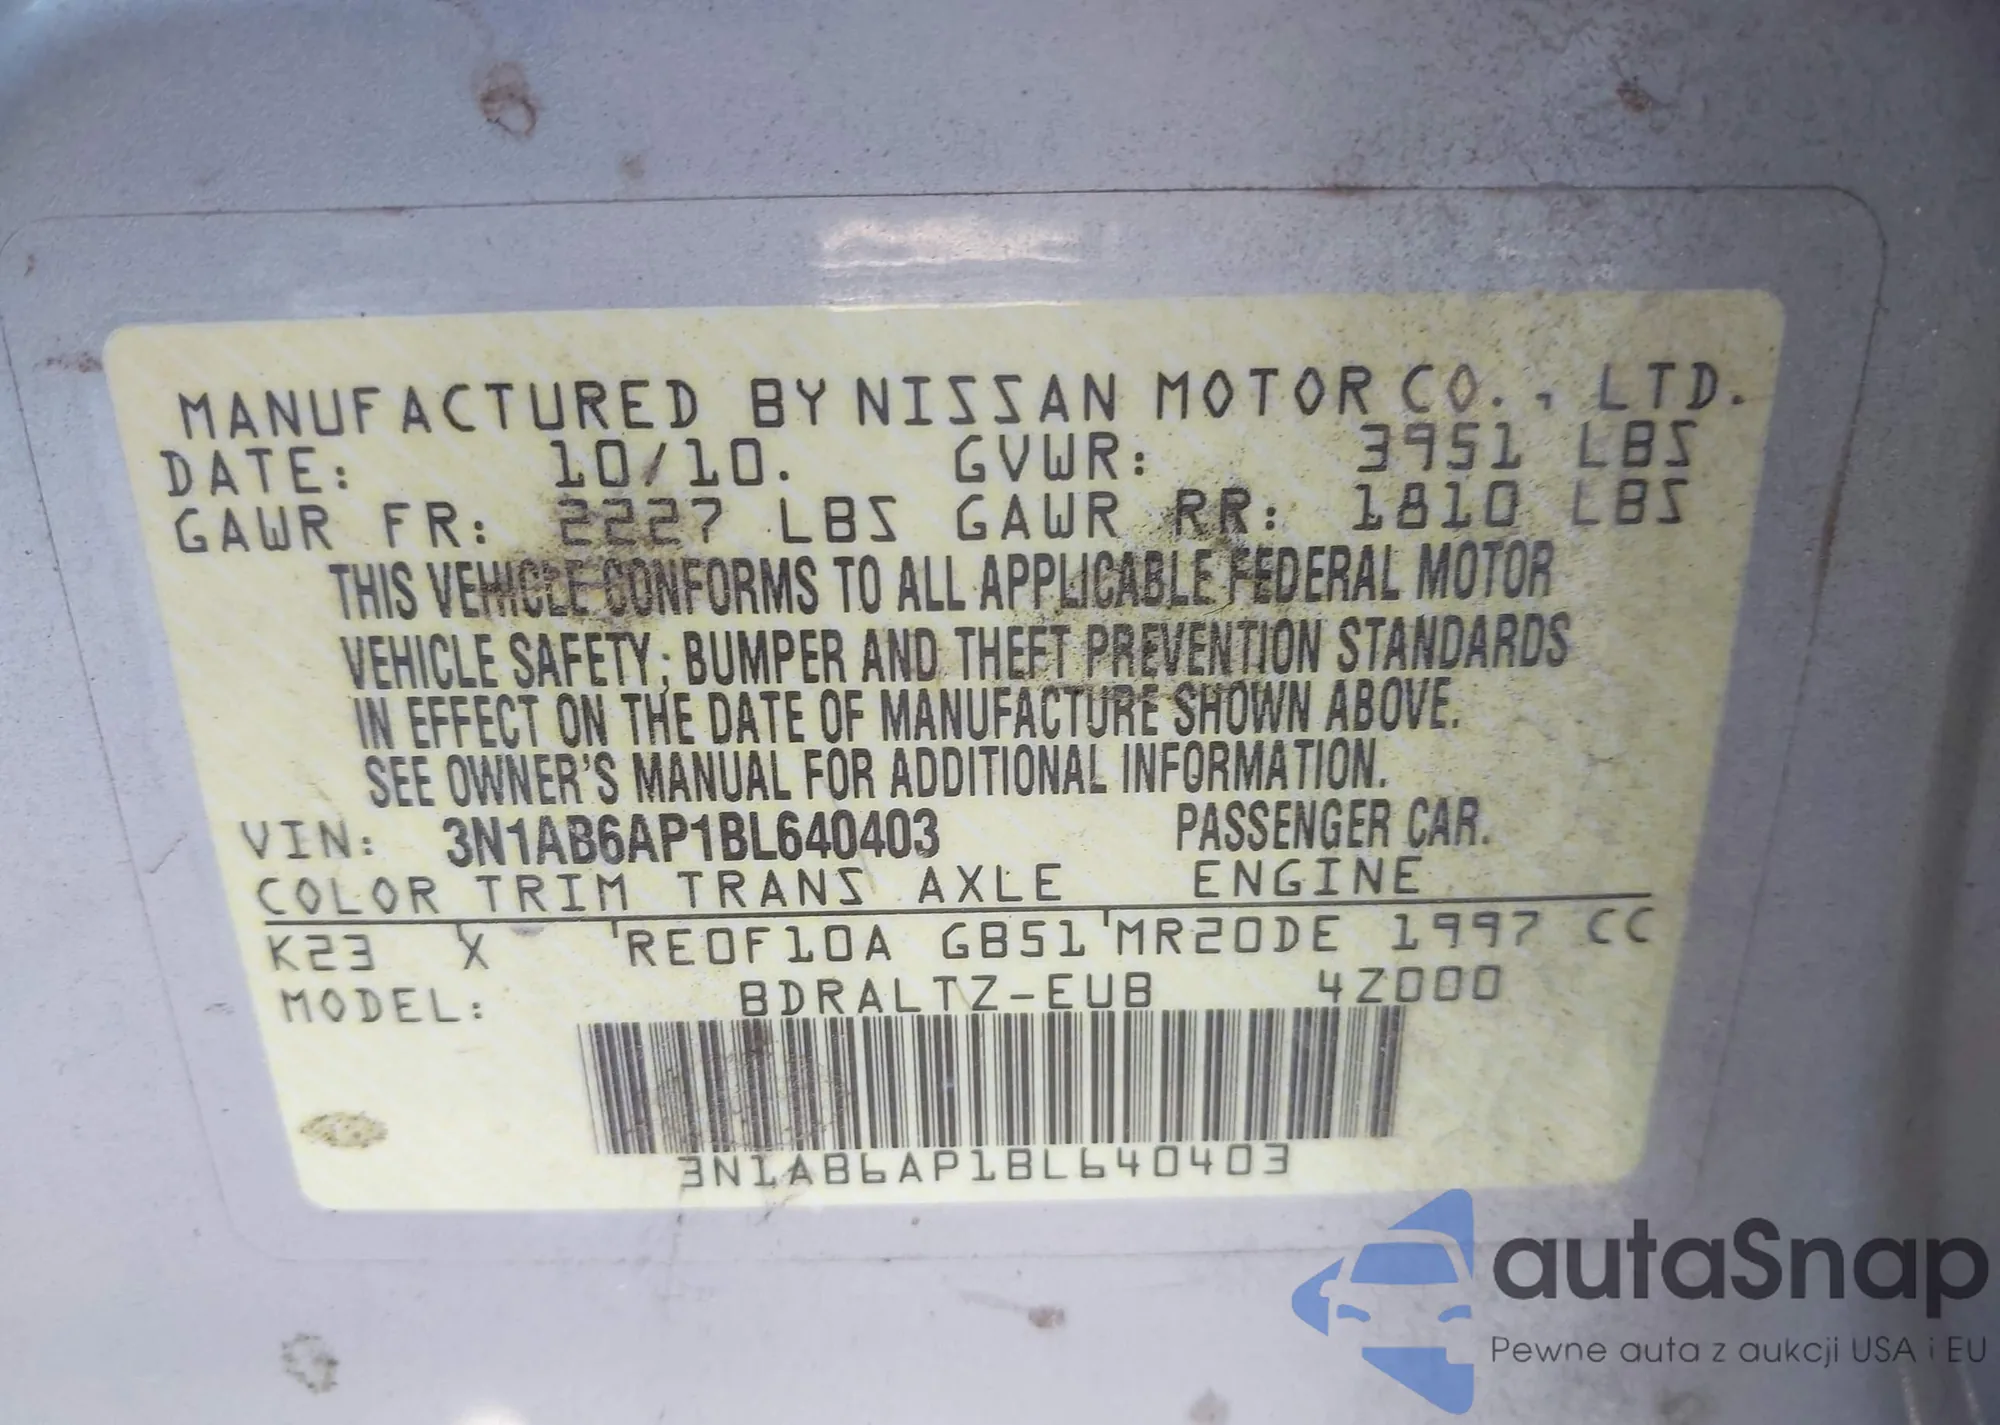 MANUFACTURED BY NISSAN MOTOR CO., LTD.
DATE: 10/10. GVWR: 3951 LBS
GAWR FR: 2227 LBS GAWR RR: 1810 LBS
THIS VEHICLE CONFORMS TO ALL APPLICABLE FEDERAL MOTOR
VEHICLE SAFETY; BUMPER AND THEFT PREVENTION STANDARDS
IN EFFECT ON THE DATE OF MANUFACTURE SHOWN ABOVE.
SEE OWNER'S MANUAL FOR ADDITIONAL INFORMATION.
VIN: 3N1AB6AP1BL640403 PASSENGER CAR.
COLOR TRIM TRANS AXLE ENGINE
K23 X RE0F10A GB51 MR20DE 1997 CC
MODEL: BDRALTZ-EUB 4Z000
3N1AB6AP1BL640403
autaSnap
Pewne auta z aukcji USA i EU